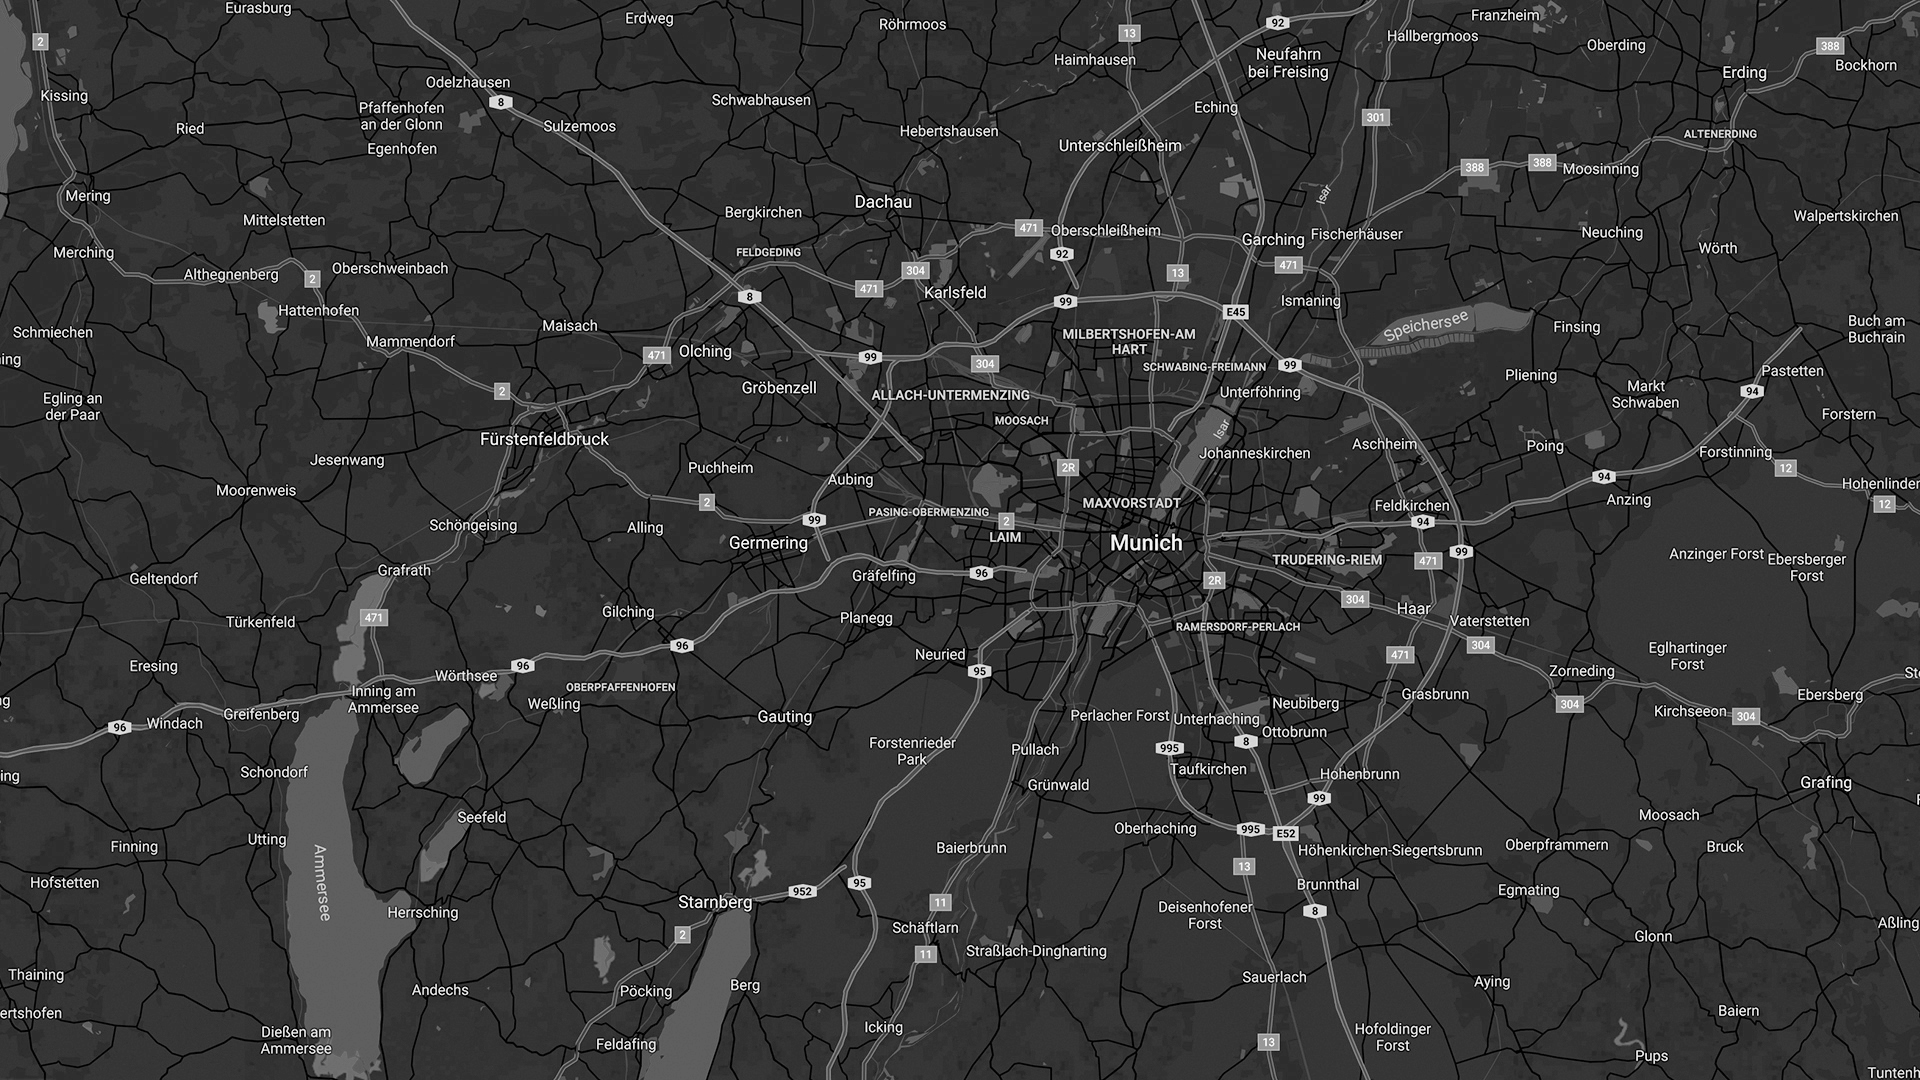 Eurasburg
Erdweg
Röhrmoos
13
92
Franzheim
Hallbergmoos
Oberding
388
2
Haimhausen
Neufahrn
bei Freising
Erding
Bockhorn
Kissing
Odelzhausen
8
Pfaffenhofen
an der Glonn
Schwabhausen
Eching
301
Ried
Sulzemoos
Hebertshausen
Egenhofen
Unterschleißheim
ALTENERDING
388
388
Moosinning
Mering
Dachau
Isar
Mittelstetten
Bergkirchen
Walpertskirchen
471
Oberschleißheim
Garching
Fischerhäuser
Neuching
Merching
FELDGEDING
92
Wörth
Althegnenberg
2
Oberschweinbach
304
13
471
471
Karlsfeld
8
99
Ismaning
Hattenhofen
E45
Schmiechen
Maisach
MILBERTSHOFEN-AM
HART
Speichersee
Finsing
Buch am
Buchrain
Mammendorf
ing
471
Olching
99
304
SCHWABING-FREIMANN
99
Pliening
Pastetten
Gröbenzell
ALLACH-UNTERMENZING
Unterföhring
Markt
Schwaben
94
Egling an
der Paar
2
MOOSACH
Isar
Forstern
Fürstenfeldbruck
Aschheim
Poing
Jesenwang
Puchheim
2R
Johanneskirchen
Forstinning
12
Aubing
94
Hohenlinden
Moorenweis
2
MAXVORSTADT
Feldkirchen
Anzing
12
Schöngeising
Alling
99
PASING-OBERMENZING
2
94
LAIM
Germering
Munich
99
Anzinger Forst
Ebersberger
Forst
TRUDERING-RIEM
471
Grafrath
Geltendorf
Gräfelfing
96
2R
304
Haar
Türkenfeld
471
Gilching
Planegg
RAMERSDORF-PERLACH
Vaterstetten
96
304
Eresing
96
Neuried
95
471
Eglhartinger
Forst
Wörthsee
Zorneding
OBERPFAFFENHOFEN
Inning am
Ammersee
Weßling
Grasbrunn
Ebersberg
96
Windach
Greifenberg
Gauting
Perlacher Forst
Unterhaching
Neubiberg
304
Kirchseeon
304
Ottobrunn
Forstenrieder
Park
Pullach
995
8
ing
Schondorf
Taufkirchen
Hohenbrunn
Grünwald
99
Grafing
Seefeld
Moosach
Oberhaching
995
E52
Finning
Utting
Baierbrunn
Höhenkirchen-Siegertsbrunn
Oberpframmern
Bruck
13
Ammersee
Hofstetten
952
95
Brunnthal
Egmating
Starnberg
11
Herrsching
Deisenhofener
Forst
8
2
Schäftlarn
Aßling
Glonn
11
Straßlach-Dingharting
Thaining
Sauerlach
Aying
Andechs
Pöcking
Berg
ertshofen
Baiern
Icking
Dießen am
Ammersee
Feldafing
13
Hofoldinger
Forst
Pups
Tuntenh